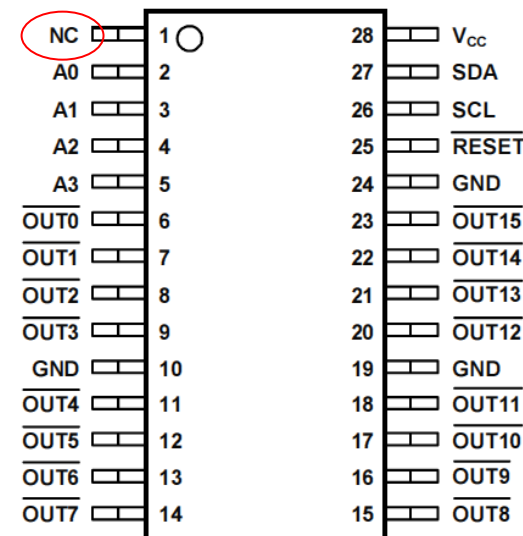 NC 1 28 V_CC
A0 2 27 SDA
A1 3 26 SCL
A2 4 25 RESET
A3 5 24 GND
OUT0 6 23 OUT15
OUT1 7 22 OUT14
OUT2 8 21 OUT13
OUT3 9 20 OUT12
GND 10 19 GND
OUT4 11 18 OUT11
OUT5 12 17 OUT10
OUT6 13 16 OUT9
OUT7 14 15 OUT8